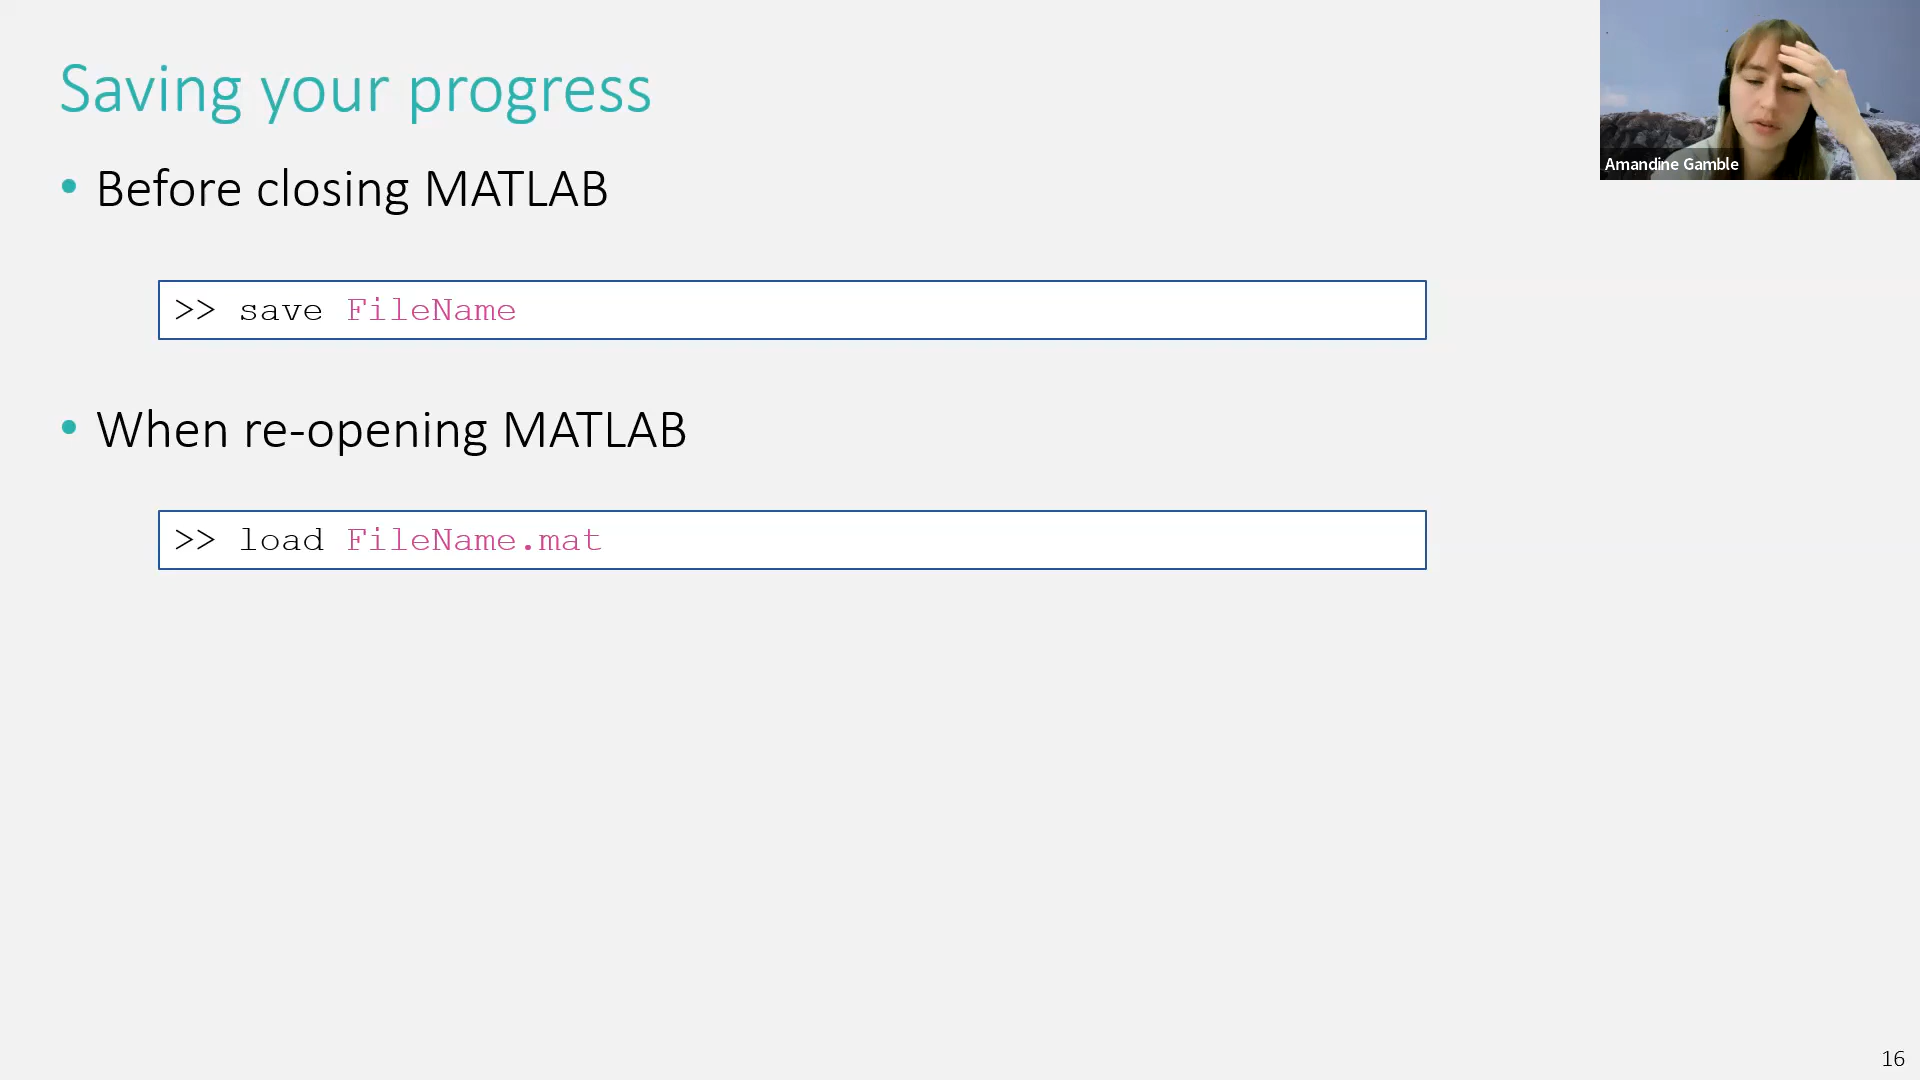 Saving your progress
• Before closing MATLAB
>> save FileName
• When re-opening MATLAB
>> load FileName.mat
Amandine Gamble
16